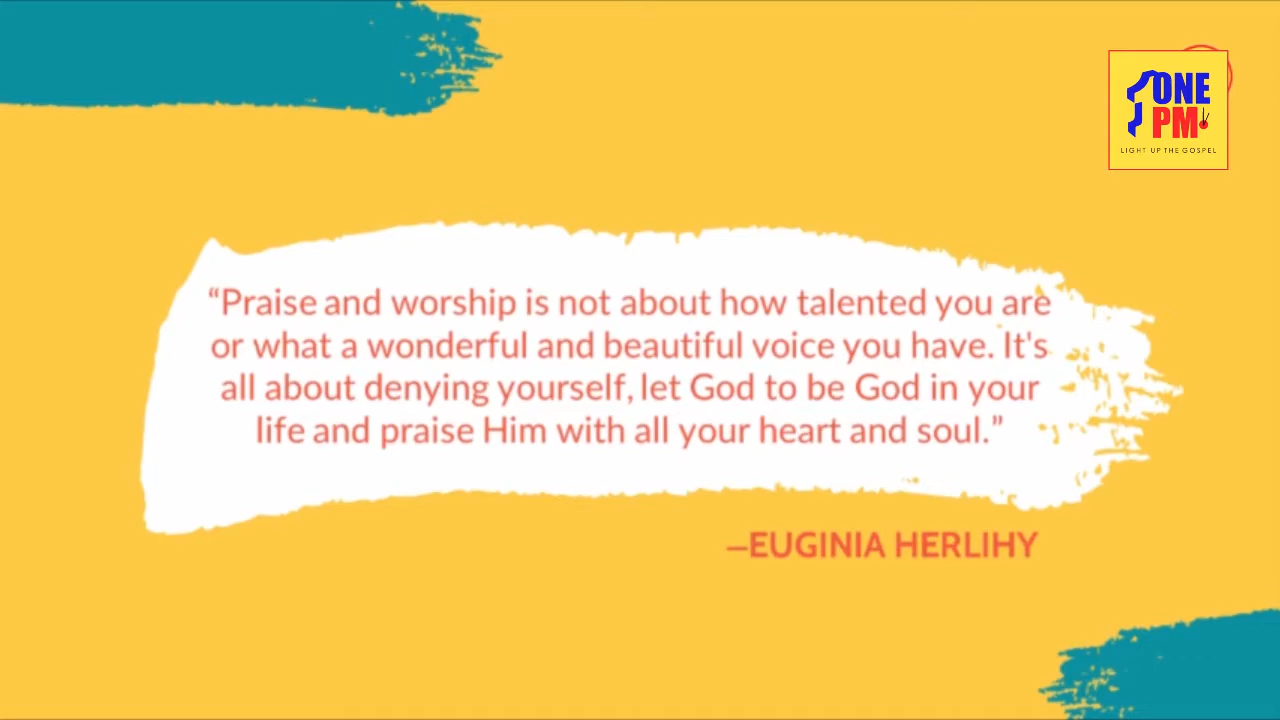 ONE
PM
LIGHT UP THE GOSPEL
“Praise and worship is not about how talented you are
or what a wonderful and beautiful voice you have. It's
all about denying yourself, let God to be God in your
life and praise Him with all your heart and soul.”
–EUGINIA HERLIHY